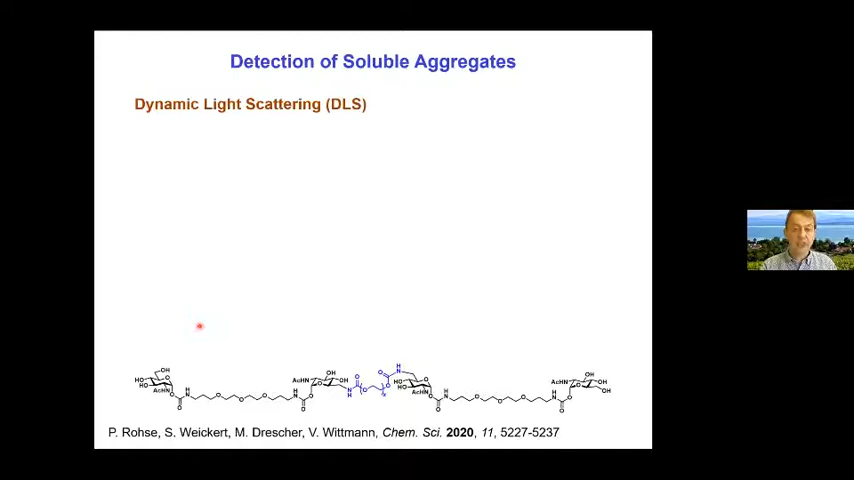 Detection of Soluble Aggregates
Dynamic Light Scattering (DLS)
P. Rohse, S. Weickert, M. Drescher, V. Wittmann, Chem. Sci. 2020, 11, 5227-5237